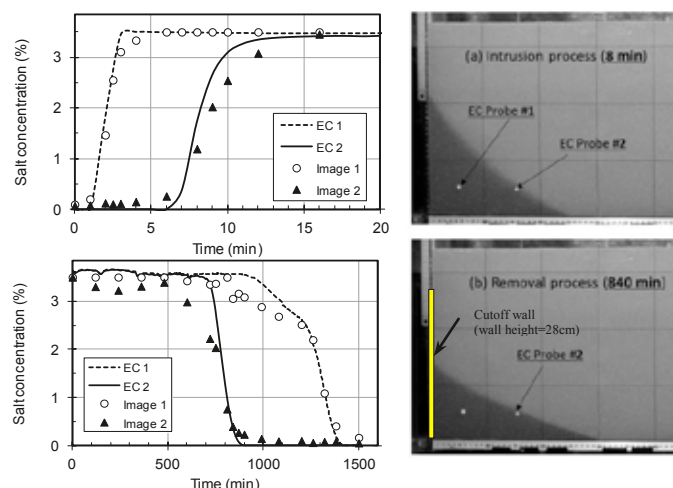 Salt concentration (%)
3
2
1
0
EC 1
EC 2
Image 1
Image 2
0
5
10
15
20
Time (min)
(a) Intrusion process (8 min)
EC Probe #1
EC Probe #2
Salt concentration (%)
3
2
1
0
EC 1
EC 2
Image 1
Image 2
0
500
1000
1500
Time (min)
(b) Removal process (840 min)
Cutoff wall
(wall height=28cm)
EC Probe #2